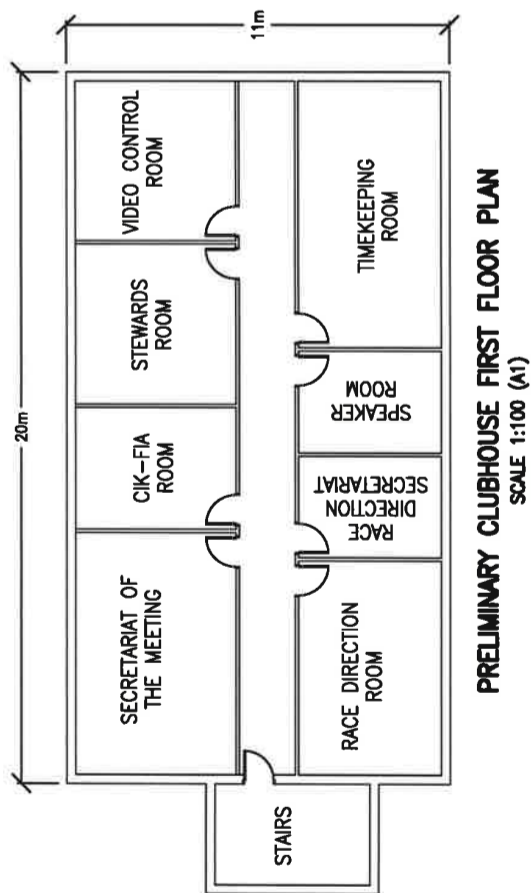 20m
11m
SECRETARIAT OF
THE MEETING
CIK-FIA
ROOM
STEWARDS
ROOM
VIDEO CONTROL
ROOM
STAIRS
RACE DIRECTION
ROOM
RACE
DIRECTION
SECRETARIAT
SPEAKER
ROOM
TIMEKEEPING
ROOM
PRELIMINARY CLUBHOUSE FIRST FLOOR PLAN
SCALE 1:100 (A1)